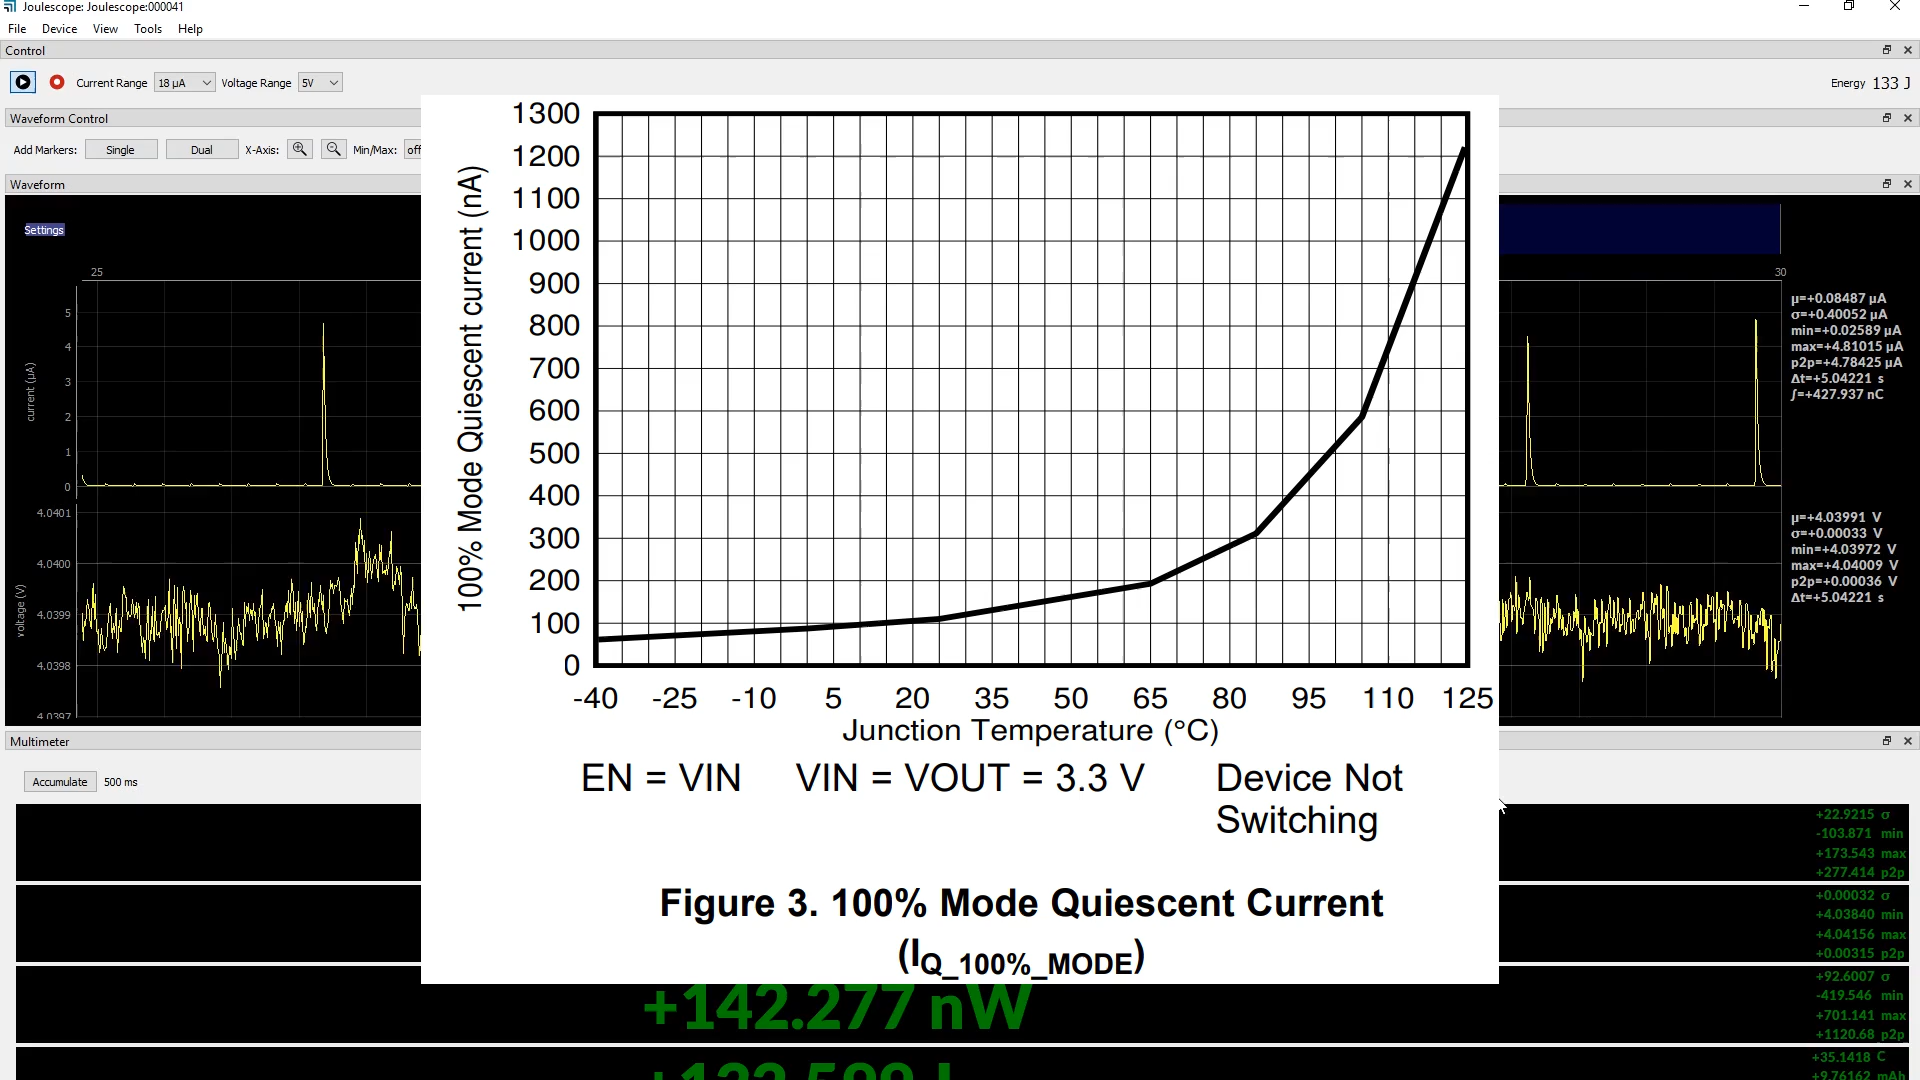 Joulescope: Joulescope:000041
File Device View Tools Help
Control
Current Range 18 µA Voltage Range 5V
Energy 133 J
Waveform Control
Add Markers: Single Dual X-Axis: Min/Max: off
Waveform
Settings
25
30
5
4
3
2
1
0
current (µA)
4.0401
4.0400
4.0399
4.0398
4.0397
voltage (V)
µ=+0.08487 µA
σ=+0.40052 µA
min=+0.02589 µA
max=+4.81015 µA
p2p=+4.78425 µA
Δt=+5.04221 s
∫=+427.937 nC
µ=+4.03991 V
σ=+0.00033 V
min=+4.03972 V
max=+4.04009 V
p2p=+0.00036 V
Δt=+5.04221 s
1300
1200
1100
1000
900
800
700
600
500
400
300
200
100
0
100% Mode Quiescent current (nA)
-40 -25 -10 5 20 35 50 65 80 95 110 125
Junction Temperature (°C)
EN = VIN VIN = VOUT = 3.3 V Device Not
Switching
Figure 3. 100% Mode Quiescent Current
(IQ_100%_MODE)
Multimeter
Accumulate 500 ms
+22.9215 σ
-103.871 min
+173.543 max
+277.414 p2p
+0.00032 σ
+4.03840 min
+4.04156 max
+0.00315 p2p
+142.277 nW
+92.6007 σ
-419.546 min
+701.141 max
+1120.68 p2p
+35.1418 C
+9.76162 mAh